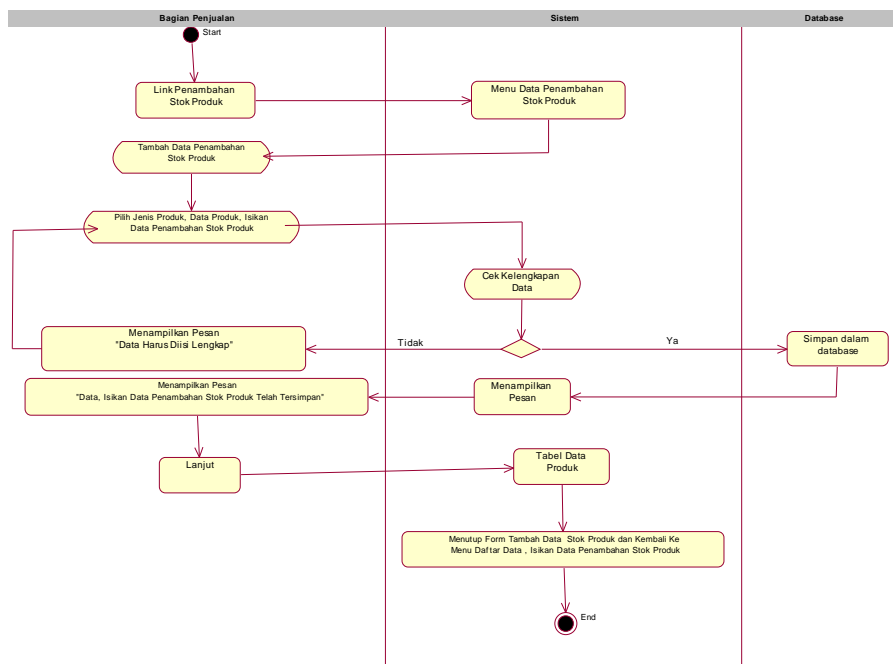 Bagian Penjualan
Sistem
Database
Start
Link Penambahan
Stok Produk
Menu Data Penambahan
Stok Produk
Tambah Data Penambahan
Stok Produk
Pilih Jenis Produk, Data Produk, Isikan
Data Penambahan Stok Produk
Cek Kelengkapan
Data
Menampilkan Pesan
"Data Harus Diisi Lengkap"
Tidak
Ya
Simpan dalam
database
Menampilkan Pesan
"Data, Isikan Data Penambahan Stok Produk Telah Tersimpan"
Menampilkan
Pesan
Lanjut
Tabel Data
Produk
Menutup Form Tambah Data Stok Produk dan Kembali Ke
Menu Daftar Data , Isikan Data Penambahan Stok Produk
End